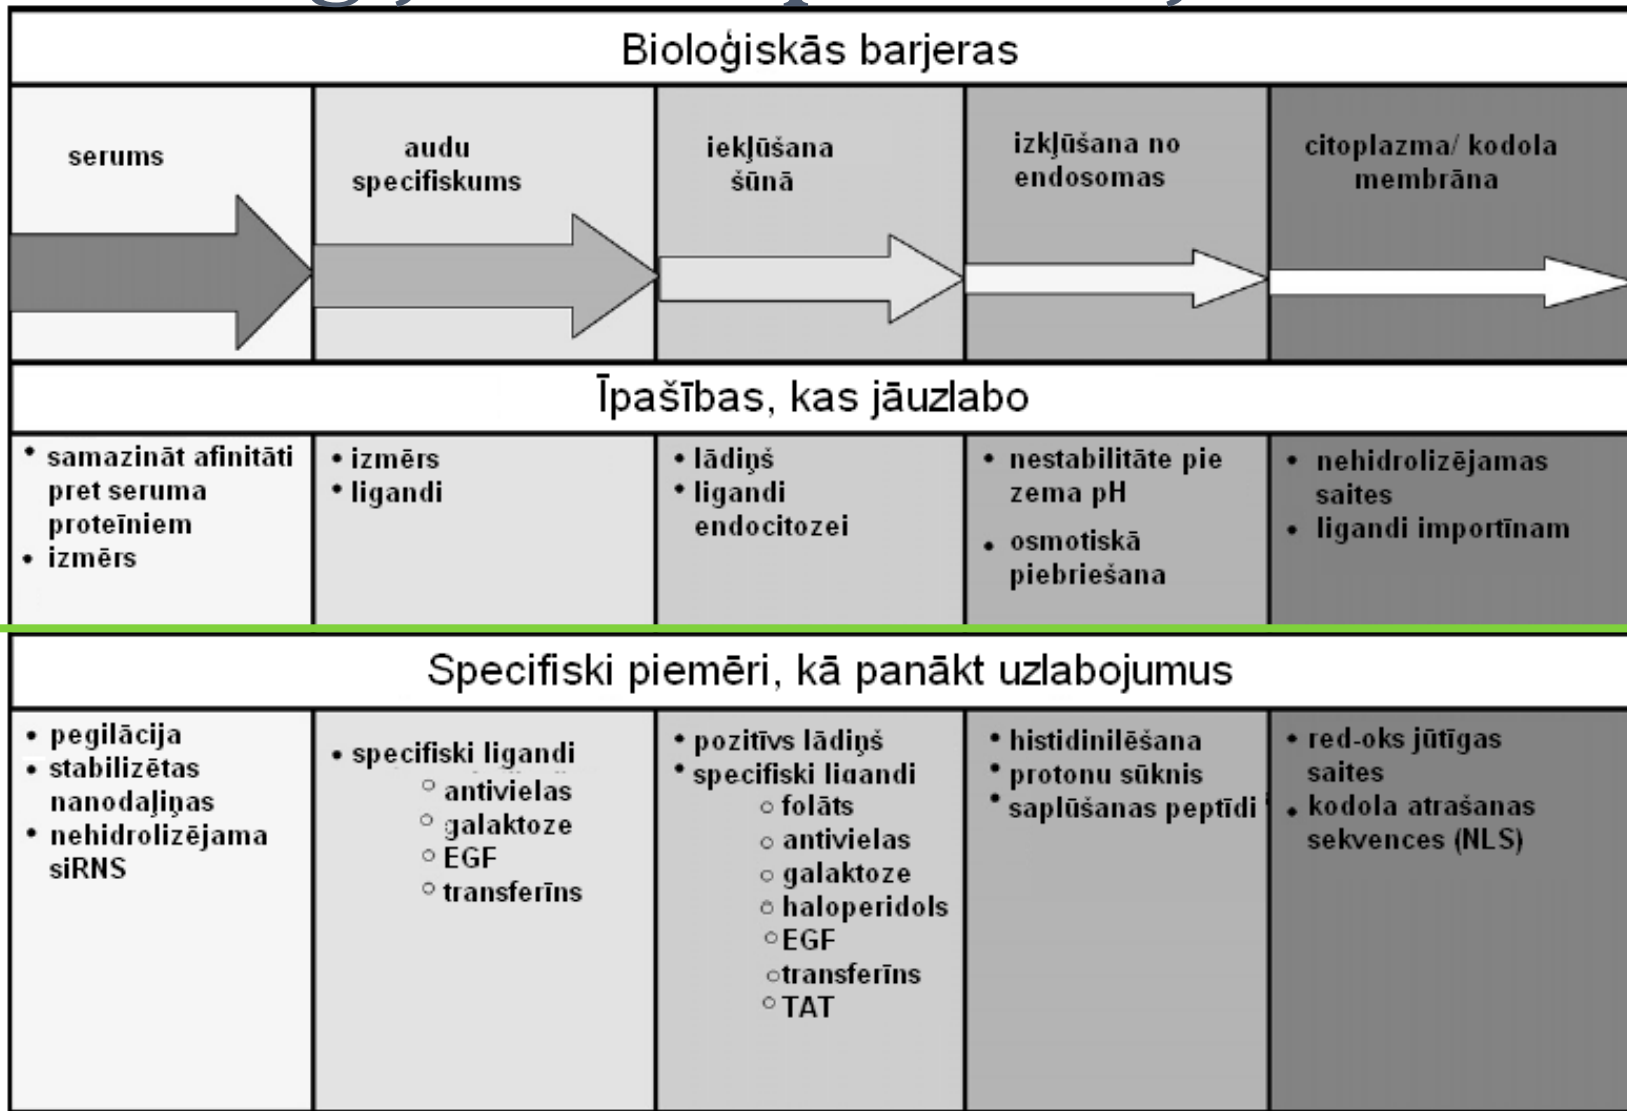 Bioloģiskās barjeras
serums
audu
specifiskums
iekļūšana
šūnā
izkļūšana no
endosomas
citoplazma/ kodola
membrāna
Īpašības, kas jāuzlabo
• samazināt afinitāti
pret seruma
proteīniem
• izmērs
• izmērs
• ligandi
• lādiņš
• ligandi
endocitozei
• nestabilitāte pie
zema pH
• osmotiskā
piebriešana
• nehidrolizējamas
saites
• ligandi importīnam
Specifiski piemēri, kā panākt uzlabojumus
• pegilācija
• stabilizētas
nanodaļiņas
• nehidrolizējama
siRNS
• specifiski ligandi
○ antivielas
○ galaktoze
○ EGF
○ transferīns
• pozitīvs lādiņš
• specifiski ligandi
○ folāts
○ antivielas
○ galaktoze
○ haloperidols
○ EGF
○ transferīns
○ TAT
• histidinilēšana
• protonu sūknis
• saplūšanas peptīdi
• red-oks jūtīgas
saites
• kodola atrašanas
sekvences (NLS)